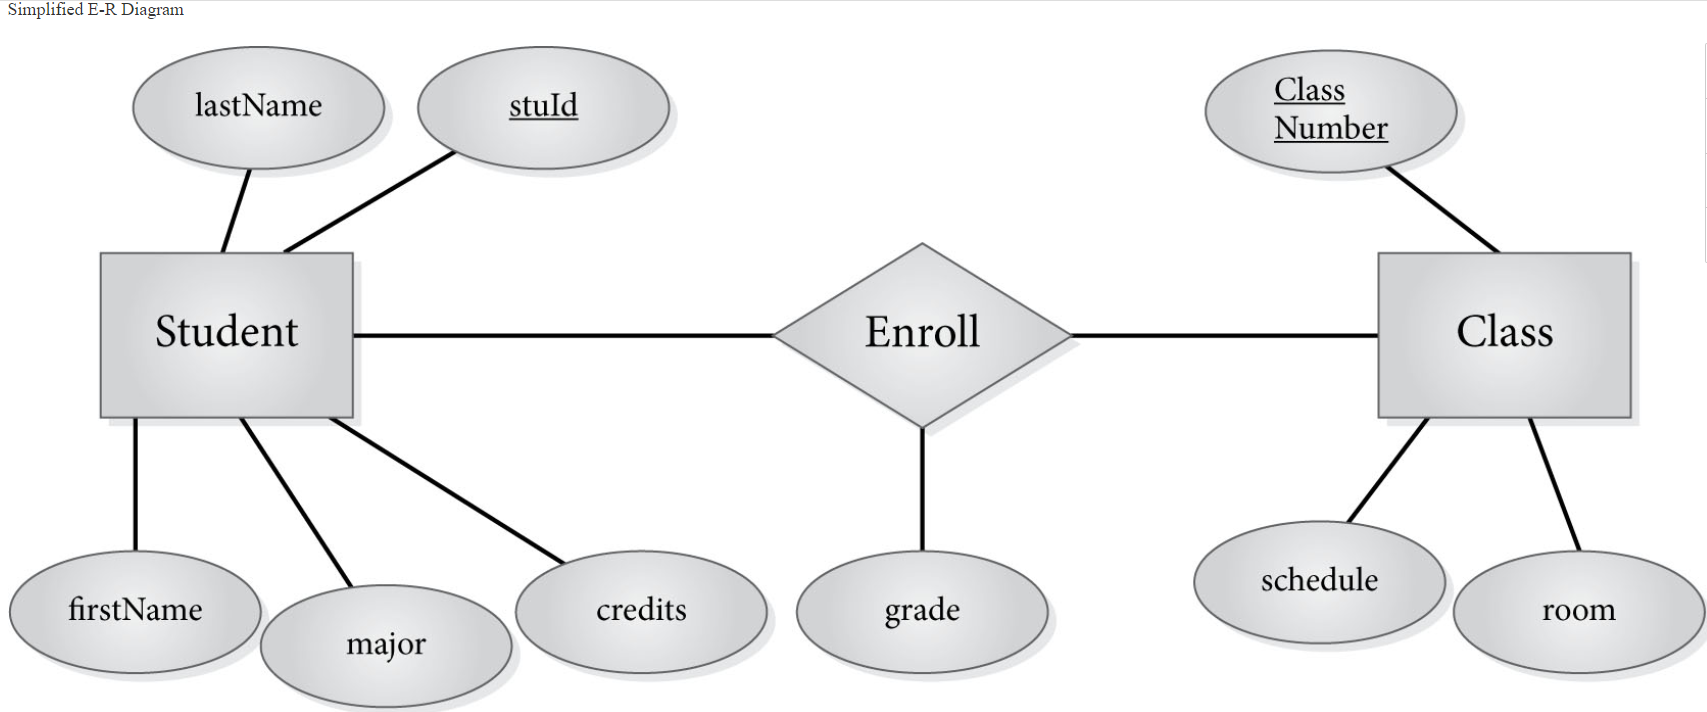 Simplified E-R Diagram
lastName
stuId
Class
Number
Student
Enroll
Class
firstName
major
credits
grade
schedule
room